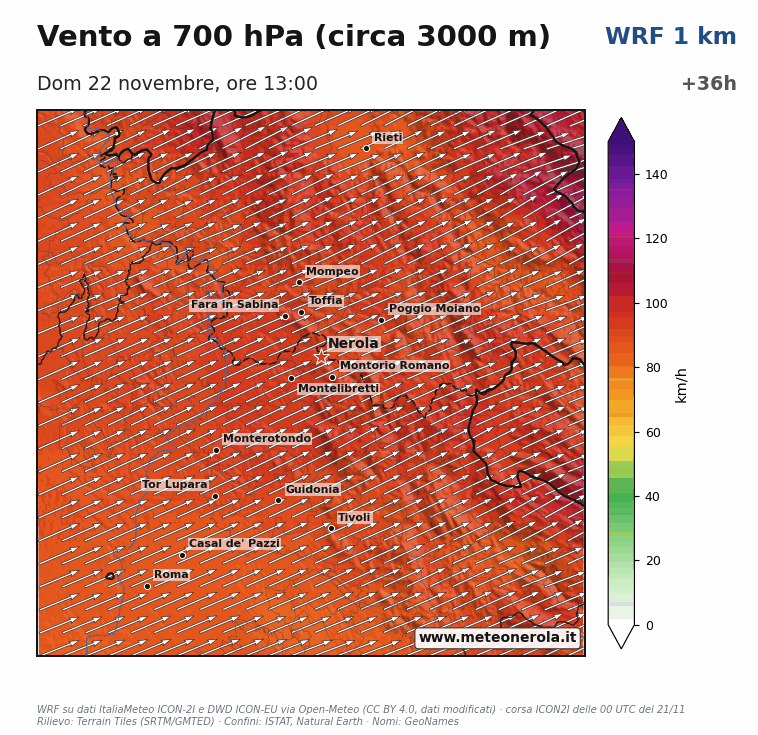 Vento a 700 hPa (circa 3000 m)
WRF 1 km
Dom 22 novembre, ore 13:00
+36h
Rieti
Mompeo
Fara in Sabina
Toffia
Poggio Moiano
Nerola
Montorio Romano
Montelibretti
Monterotondo
Tor Lupara
Guidonia
Tivoli
Casal de' Pazzi
Roma
www.meteonerola.it
140
120
100
80
60
40
20
0
km/h
WRF su dati ItaliaMeteo ICON-2I e DWD ICON-EU via Open-Meteo (CC BY 4.0, dati modificati) · corsa ICON2I delle 00 UTC del 21/11
Rilievo: Terrain Tiles (SRTM/GMTED) · Confini: ISTAT, Natural Earth · Nomi: GeoNames